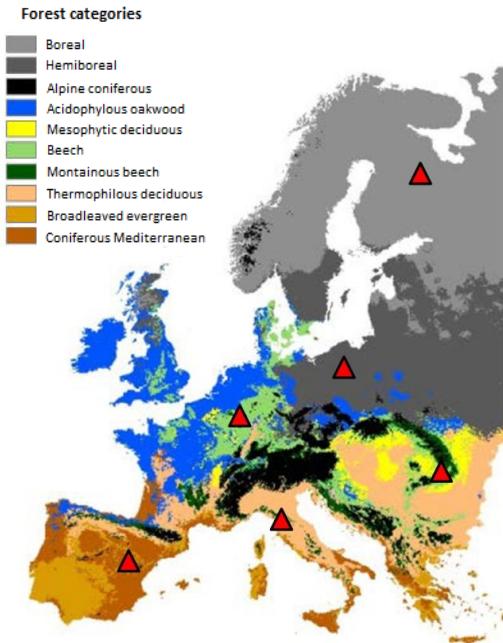 Forest categories
Boreal
Hemiboreal
Alpine coniferous
Acidophylous oakwood
Mesophytic deciduous
Beech
Montainous beech
Thermophilous deciduous
Broadleaved evergreen
Coniferous Mediterranean